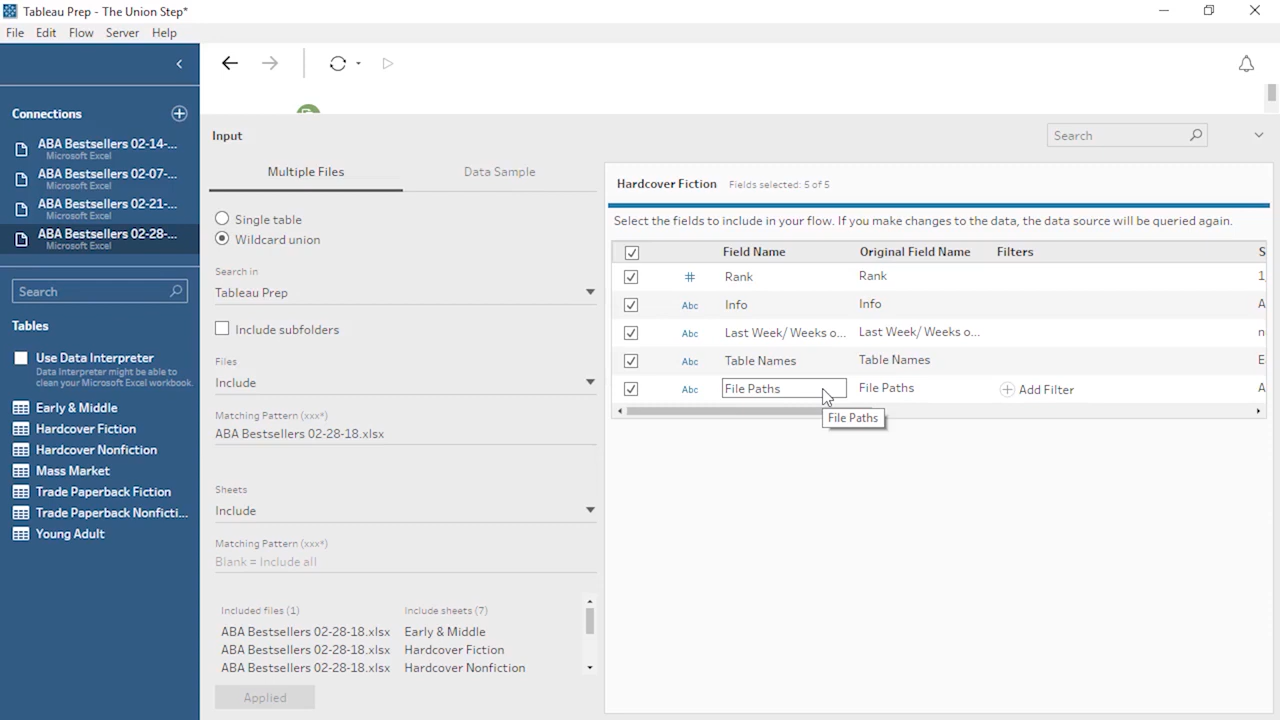 Tableau Prep - The Union Step*
File Edit Flow Server Help
Connections
ABA Bestsellers 02-14-...
Microsoft Excel
ABA Bestsellers 02-07-...
Microsoft Excel
ABA Bestsellers 02-21-...
Microsoft Excel
ABA Bestsellers 02-28-...
Microsoft Excel
Search
Tables
Use Data Interpreter
Data Interpreter might be able to
clean your Microsoft Excel workbook.
Early & Middle
Hardcover Fiction
Hardcover Nonfiction
Mass Market
Trade Paperback Fiction
Trade Paperback Nonficti...
Young Adult
Input
Search
Multiple Files Data Sample
Single table
Wildcard union
Search in
Tableau Prep
Include subfolders
Files
Include
Matching Pattern (xxx*)
ABA Bestsellers 02-28-18.xlsx
Sheets
Include
Matching Pattern (xxx*)
Blank = Include all
Included files (1) Include sheets (7)
ABA Bestsellers 02-28-18.xlsx Early & Middle
ABA Bestsellers 02-28-18.xlsx Hardcover Fiction
ABA Bestsellers 02-28-18.xlsx Hardcover Nonfiction
Applied
Hardcover Fiction Fields selected: 5 of 5
Select the fields to include in your flow. If you make changes to the data, the data source will be queried again.
Field Name Original Field Name Filters S
# Rank Rank 1
Abc Info Info A
Abc Last Week/ Weeks o... Last Week/ Weeks o... n
Abc Table Names Table Names E
Abc File Paths File Paths Add Filter A
File Paths